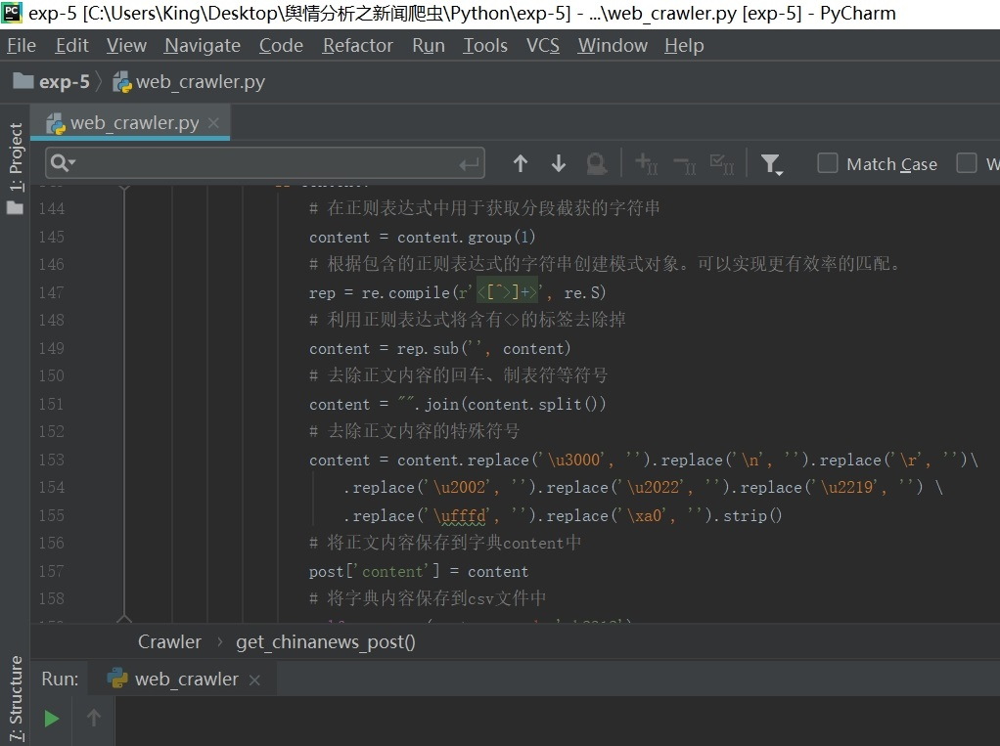 exp-5 [C:\Users\King\Desktop\舆情分析之新闻爬虫\Python\exp-5] - ...\web_crawler.py [exp-5] - PyCharm
File Edit View Navigate Code Refactor Run Tools VCS Window Help
exp-5 web_crawler.py
web_crawler.py
1: Project
Match Case W
144 # 在正则表达式中用于获取分段截获的字符串
145 content = content.group(1)
146 # 根据包含的正则表达式的字符串创建模式对象。可以实现更有效率的匹配。
147 rep = re.compile(r'<[^>]+>', re.S)
148 # 利用正则表达式将含有<>的标签去除掉
149 content = rep.sub('', content)
150 # 去除正文内容的回车、制表符等符号
151 content = "".join(content.split())
152 # 去除正文内容的特殊符号
153 content = content.replace('\u3000', '').replace('\n', '').replace('\r', '')\
154 .replace('\u2002', '').replace('\u2022', '').replace('\u2219', '') \
155 .replace('\ufffd', '').replace('\xa0', '').strip()
156 # 将正文内容保存到字典content中
157 post['content'] = content
158 # 将字典内容保存到csv文件中
Crawler get_chinanews_post()
Run: web_crawler
7: Structure